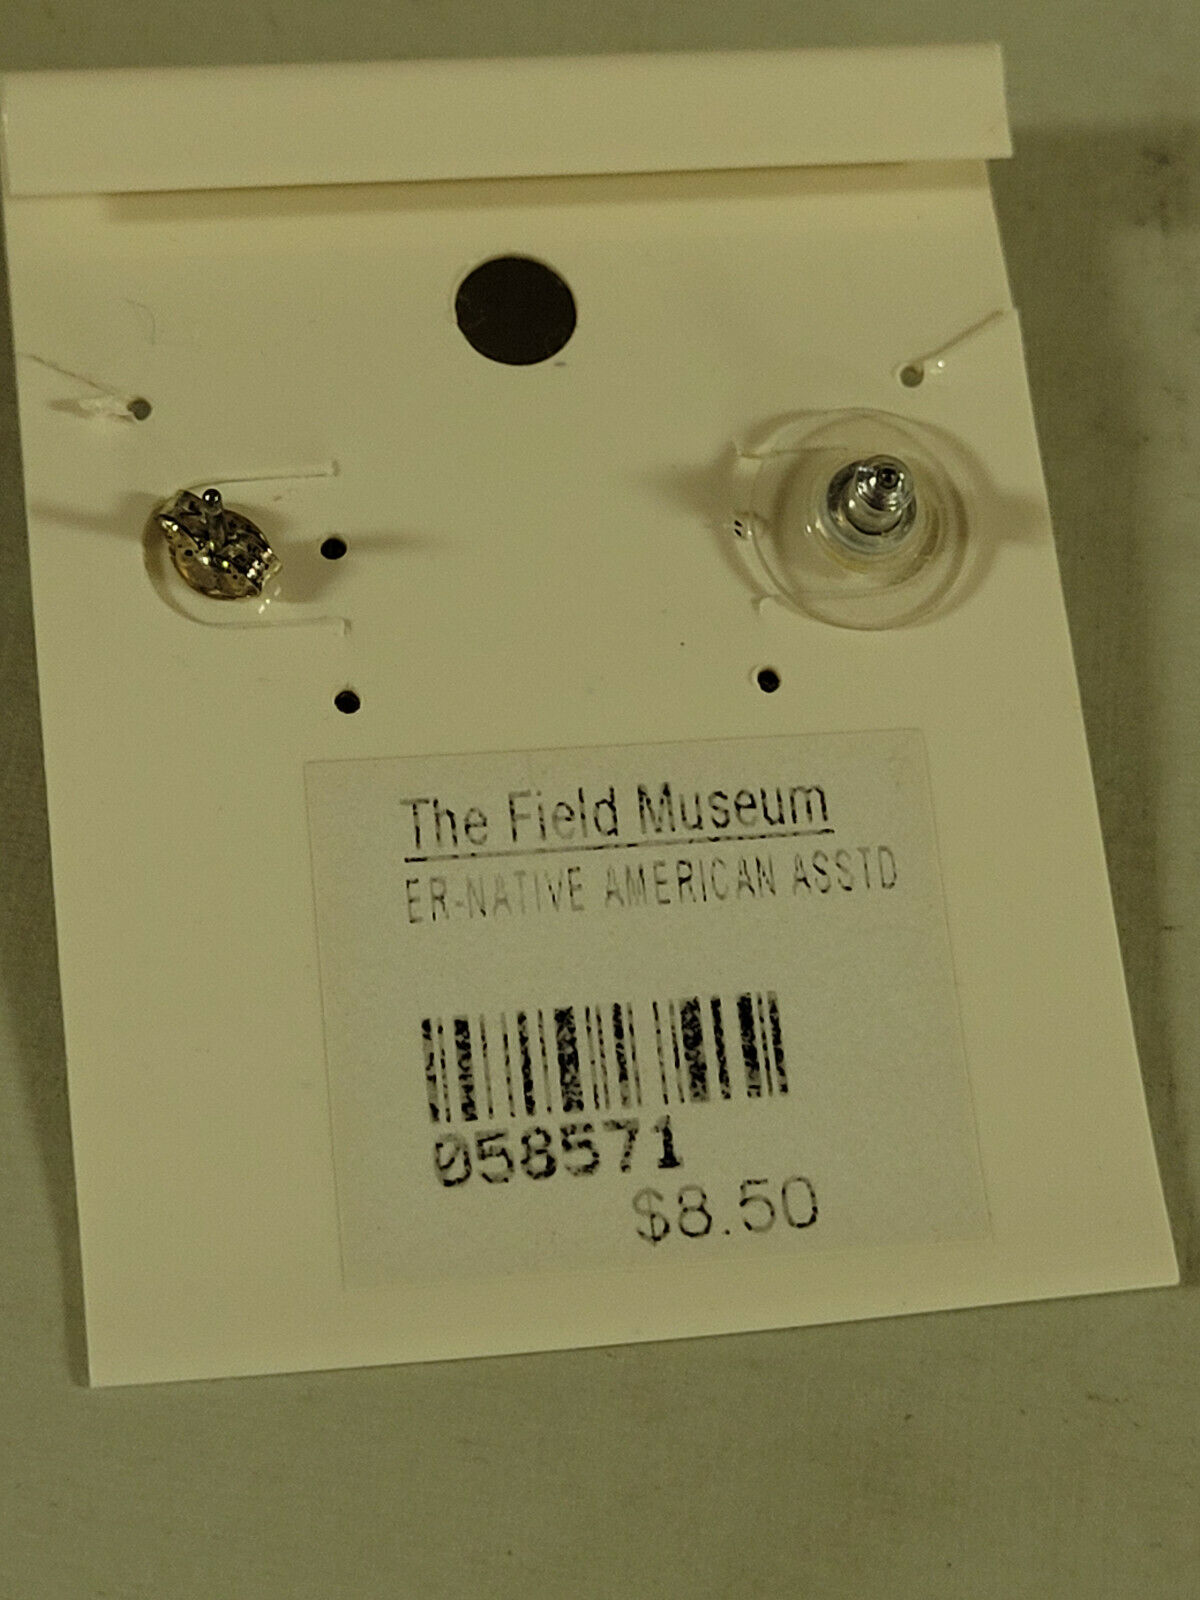 The Field Museum
ER-NATIVE AMERICAN ASSTD
058571
$8.50